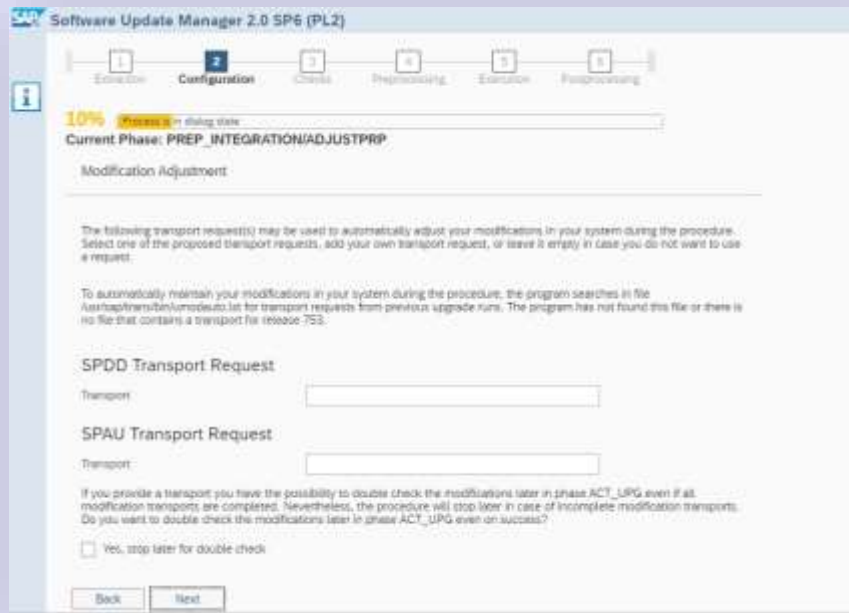 SAP Software Update Manager 2.0 SP6 (PL2)
1 2 3 4 5 6
Extraction Configuration Checks Preprocessing Execution Postprocessing
i
10% Process is in dialog state
Current Phase: PREP_INTEGRATION/ADJUSTPRP
Modification Adjustment
The following transport request(s) may be used to automatically adjust your modifications in your system during the procedure.
Select one of the proposed transport requests, add your own transport request, or leave it empty in case you do not want to use
a request.
To automatically maintain your modifications in your system during the procedure, the program searches in file
/usr/sap/trans/bin/umodauto.lst for transport requests from previous upgrade runs. The program has not found this file or there is
no file that contains a transport for release 753.
SPDD Transport Request
Transport
SPAU Transport Request
Transport
If you provide a transport you have the possibility to double check the modifications later in phase ACT_UPG even if all
modification transports are completed. Nevertheless, the procedure will stop later in case of incomplete modification transports.
Do you want to double check the modifications later in phase ACT_UPG even on success?
Yes, stop later for double check
Back Next